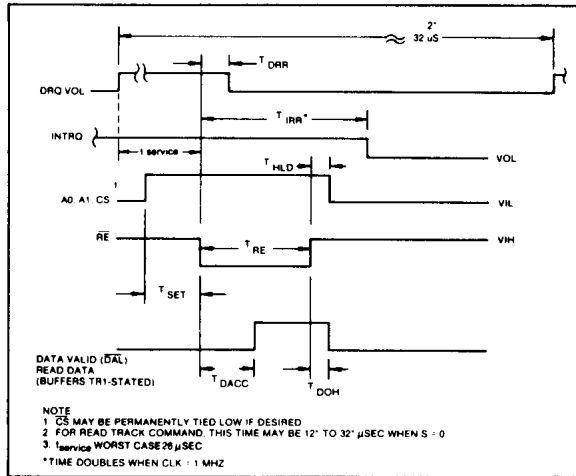 2*
32 uS
T DRR
DRQ VOL
T IRR*
INTRQ
t service
VOL
T HLD
1
A0, A1, CS
VIL
RE
VIH
T RE
T SET
DATA VALID (DAL)
READ DATA
(BUFFERS TR1-STATED)
T DACC
T DOH
NOTE
1 CS MAY BE PERMANENTLY TIED LOW IF DESIRED
2 FOR READ TRACK COMMAND, THIS TIME MAY BE 12* TO 32* µSEC WHEN S = 0
3. tservice WORST CASE 26 µSEC
*TIME DOUBLES WHEN CLK = 1 MHZ